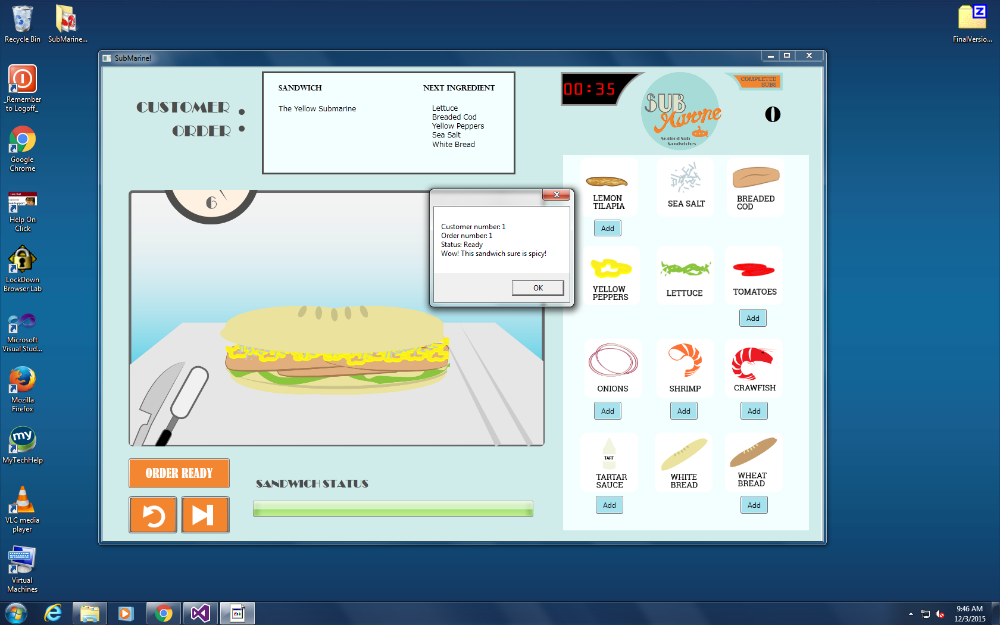 Recycle Bin
SubMarine...
FinalVersio...
_Remember
to Logoff_
Google
Chrome
Help On
Click
LockDown
Browser Lab
Microsoft
Visual Stud...
Mozilla
Firefox
MyTechHelp
VLC media
player
Virtual
Machines
SubMarine!
CUSTOMER :
ORDER
SANDWICH
NEXT INGREDIENT
The Yellow Submarine
Lettuce
Breaded Cod
Yellow Peppers
Sea Salt
White Bread
00:35
SUB
Marine
Seafood Sub
Sandwiches
COMPLETED
SUBS
0
6
Customer number: 1
Order number: 1
Status: Ready
Wow! This sandwich sure is spicy!
OK
LEMON
TILAPIA
SEA SALT
BREADED
COD
Add
YELLOW
PEPPERS
LETTUCE
TOMATOES
Add
ONIONS
SHRIMP
CRAWFISH
Add
Add
Add
TART
TARTAR
SAUCE
WHITE
BREAD
WHEAT
BREAD
Add
Add
ORDER READY
SANDWICH STATUS
9:46 AM
12/3/2015